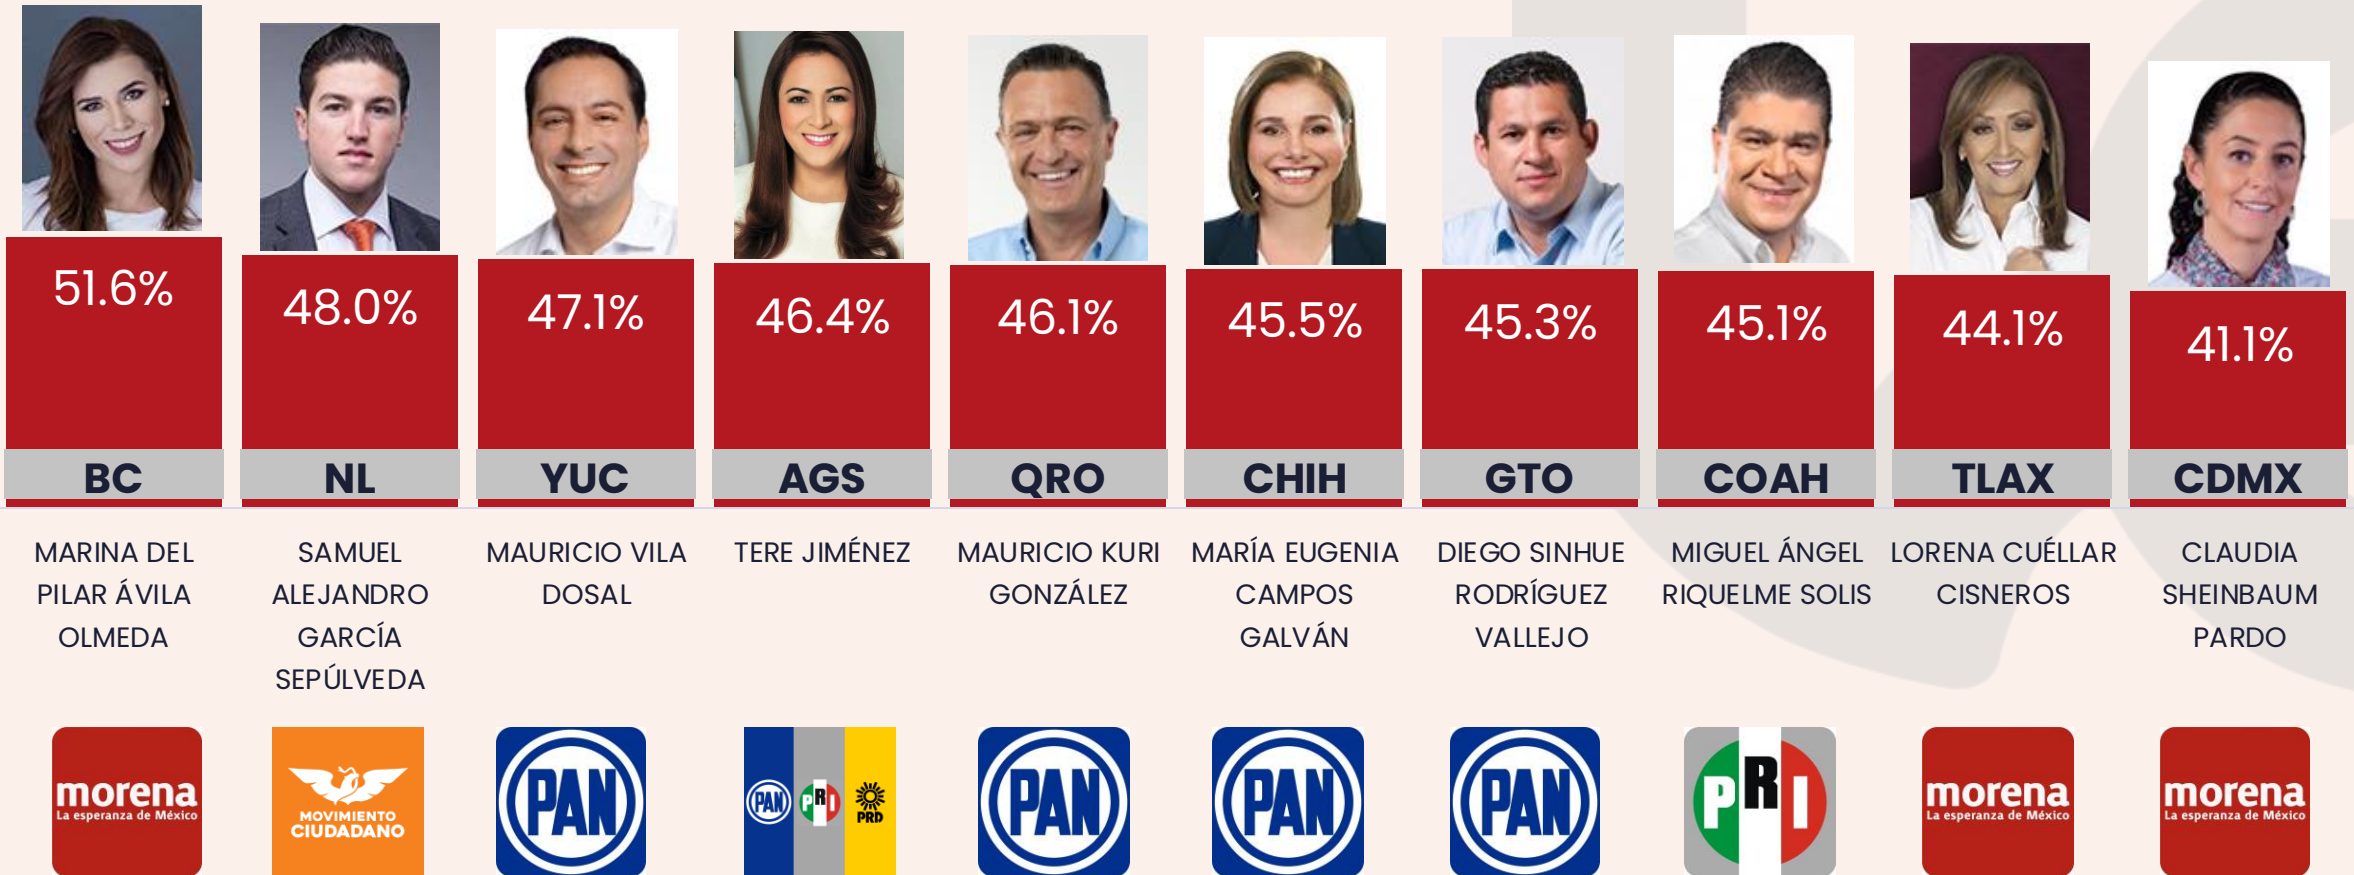 51.6%
48.0%
47.1%
46.4%
46.1%
45.5%
45.3%
45.1%
44.1%
41.1%
BC
NL
YUC
AGS
QRO
CHIH
GTO
COAH
TLAX
CDMX
MARINA DEL
PILAR ÁVILA
OLMEDA
SAMUEL
ALEJANDRO
GARCÍA
SEPÚLVEDA
MAURICIO VILA
DOSAL
TERE JIMÉNEZ
MAURICIO KURI
GONZÁLEZ
MARÍA EUGENIA
CAMPOS
GALVÁN
DIEGO SINHUE
RODRÍGUEZ
VALLEJO
MIGUEL ÁNGEL
RIQUELME SOLIS
LORENA CUÉLLAR
CISNEROS
CLAUDIA
SHEINBAUM
PARDO
morena
La esperanza de México
MOVIMIENTO
CIUDADANO
PAN
PAN
PRI
PRD
PAN
PAN
PAN
PRI
morena
La esperanza de México
morena
La esperanza de México